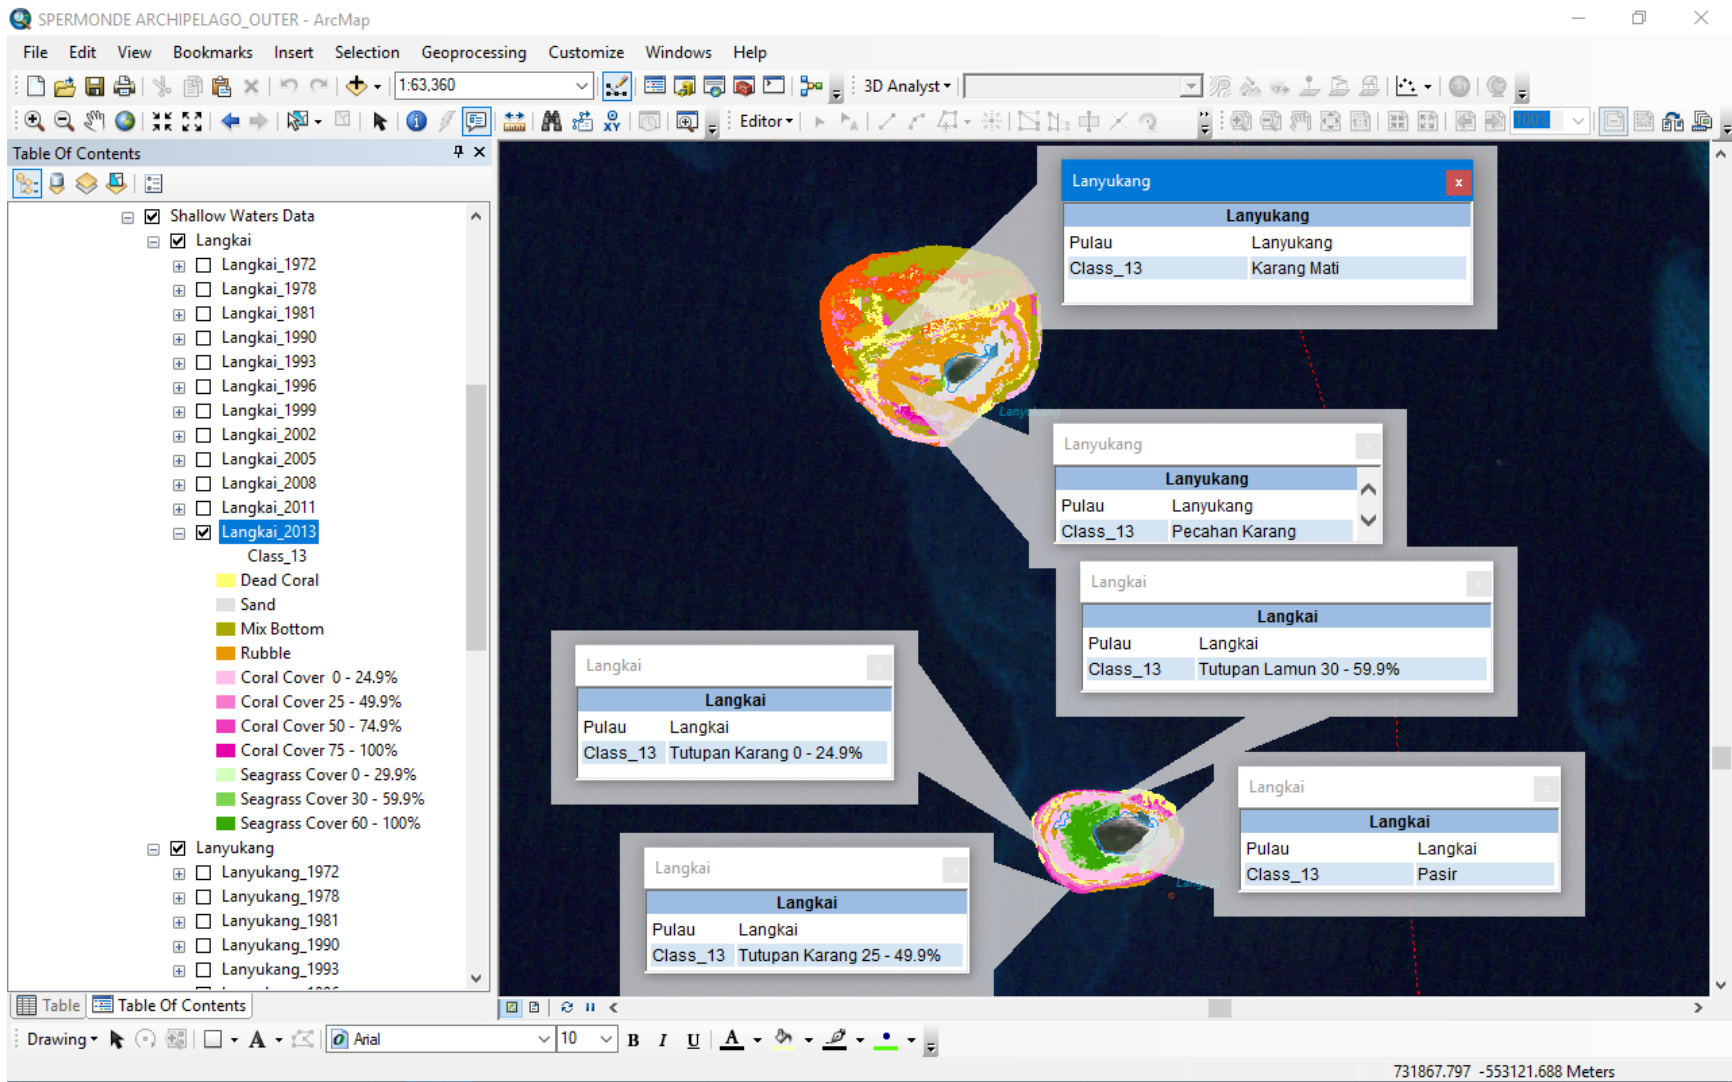 SPERMONDE ARCHIPELAGO_OUTER - ArcMap
File Edit View Bookmarks Insert Selection Geoprocessing Customize Windows Help
1:63,360
3D Analyst
Editor
100%
Table Of Contents
Shallow Waters Data
Langkai
Langkai_1972
Langkai_1978
Langkai_1981
Langkai_1990
Langkai_1993
Langkai_1996
Langkai_1999
Langkai_2002
Langkai_2005
Langkai_2008
Langkai_2011
Langkai_2013
Class_13
Dead Coral
Sand
Mix Bottom
Rubble
Coral Cover 0 - 24.9%
Coral Cover 25 - 49.9%
Coral Cover 50 - 74.9%
Coral Cover 75 - 100%
Seagrass Cover 0 - 29.9%
Seagrass Cover 30 - 59.9%
Seagrass Cover 60 - 100%
Lanyukang
Lanyukang_1972
Lanyukang_1978
Lanyukang_1981
Lanyukang_1990
Lanyukang_1993
Table Table Of Contents
Lanyukang
Lanyukang
Pulau Lanyukang
Class_13 Karang Mati
Lanyukang
Lanyukang
Lanyukang
Pulau Lanyukang
Class_13 Pecahan Karang
Langkai
Langkai
Pulau Langkai
Class_13 Tutupan Lamun 30 - 59.9%
Langkai
Langkai
Pulau Langkai
Class_13 Tutupan Karang 0 - 24.9%
Langkai
Langkai
Pulau Langkai
Class_13 Pasir
Langkai
Langkai
Langkai
Pulau Langkai
Class_13 Tutupan Karang 25 - 49.9%
Drawing A Arial 10 B I U A
731867.797 -553121.688 Meters